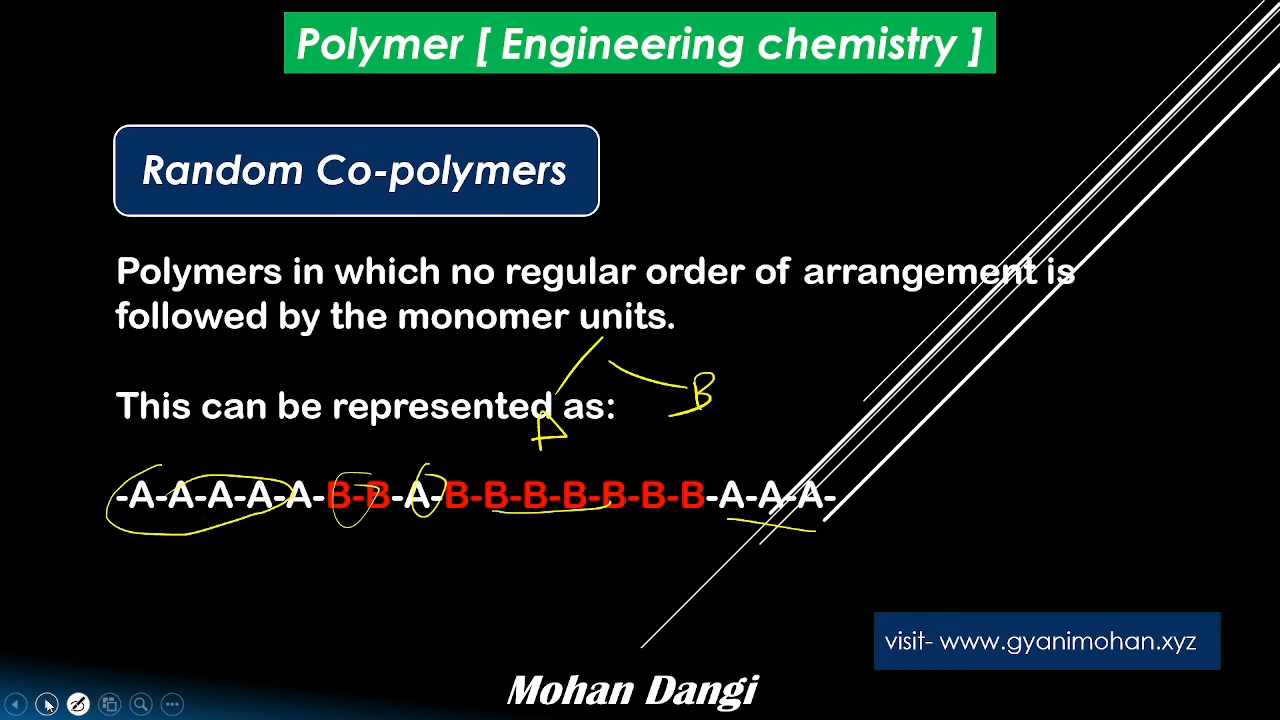 Polymer [ Engineering chemistry ]
Random Co-polymers
Polymers in which no regular order of arrangement is
followed by the monomer units.
B
This can be represented as:
A
-A-A-A-A-A-B-B-A-B-B-B-B-B-B-B-A-A-A-
visit- www.gyanimohan.xyz
Mohan Dangi